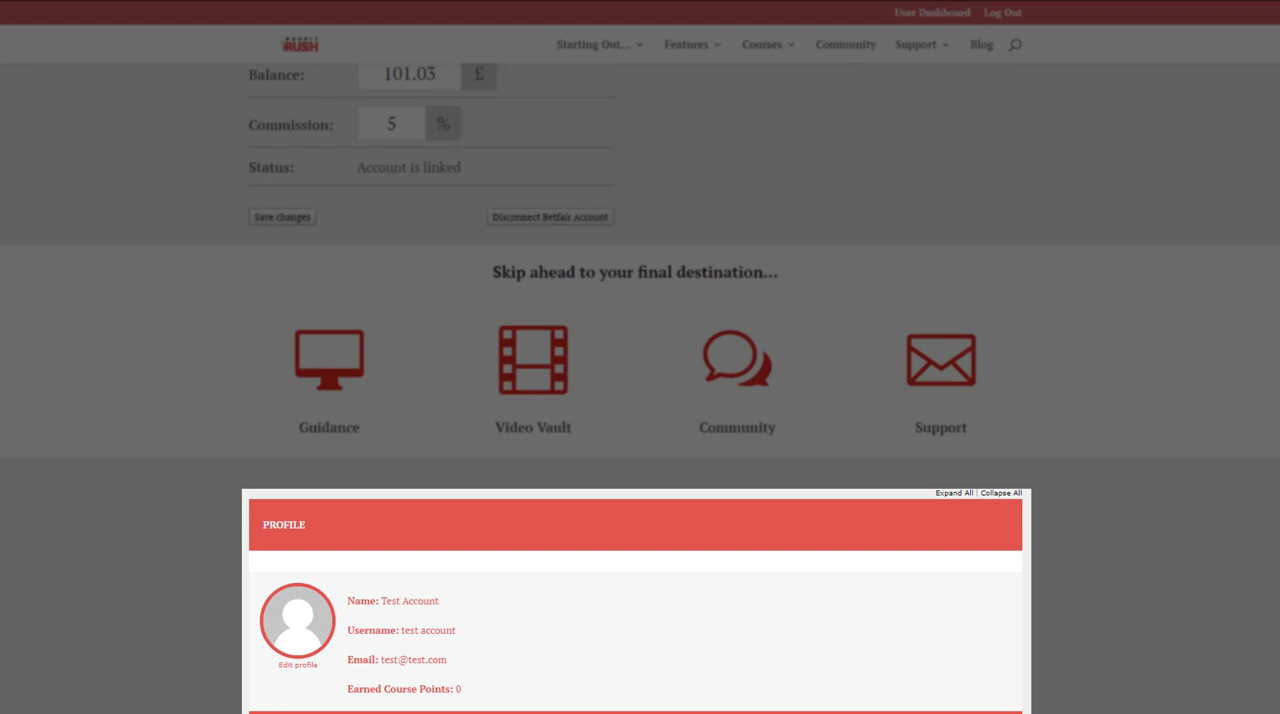 User Dashboard Log Out
PROFIT
RUSH
Starting Out... Features Courses Community Support Blog
Balance: 101.03 £
Commission: 5 %
Status: Account is linked
Save changes Disconnect Betfair Account
Skip ahead to your final destination...
Guidance Video Vault Community Support
Expand All | Collapse All
PROFILE
Name: Test Account
Username: test account
Email: test@test.com
Edit profile
Earned Course Points: 0